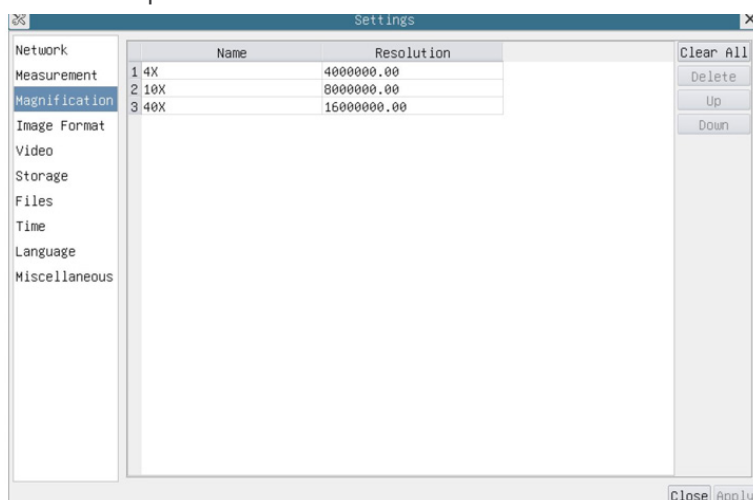 Settings
Network
Measurement
Magnification
Image Format
Video
Storage
Files
Time
Language
Miscellaneous
Name Resolution
1 4X 4000000.00
2 10X 8000000.00
3 40X 16000000.00
Clear All
Delete
Up
Down
Close Apply